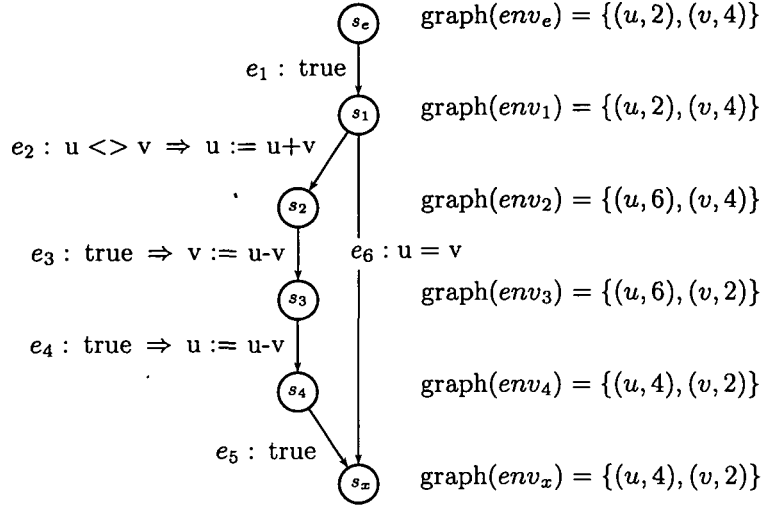 s_e graph(env_e) = {(u, 2), (v, 4)}
e_1 : true
s_1 graph(env_1) = {(u, 2), (v, 4)}
e_2 : u <> v ⇒ u := u+v
s_2 graph(env_2) = {(u, 6), (v, 4)}
e_3 : true ⇒ v := u-v e_6 : u = v
s_3 graph(env_3) = {(u, 6), (v, 2)}
e_4 : true ⇒ u := u-v
s_4 graph(env_4) = {(u, 4), (v, 2)}
e_5 : true
s_x graph(env_x) = {(u, 4), (v, 2)}